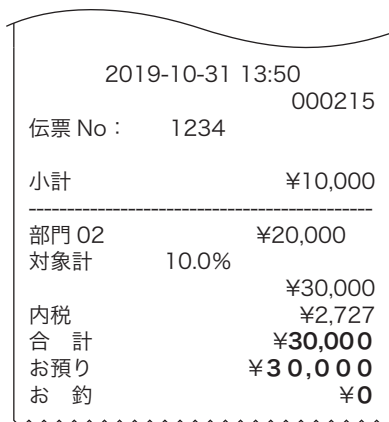 2019-10-31 13:50
000215
伝票 No： 1234
小計 ¥10,000
部門 02 ¥20,000
対象計 10.0%
¥30,000
内税 ¥2,727
合　計 ¥30,000
お預り ¥30,000
お　釣 ¥0